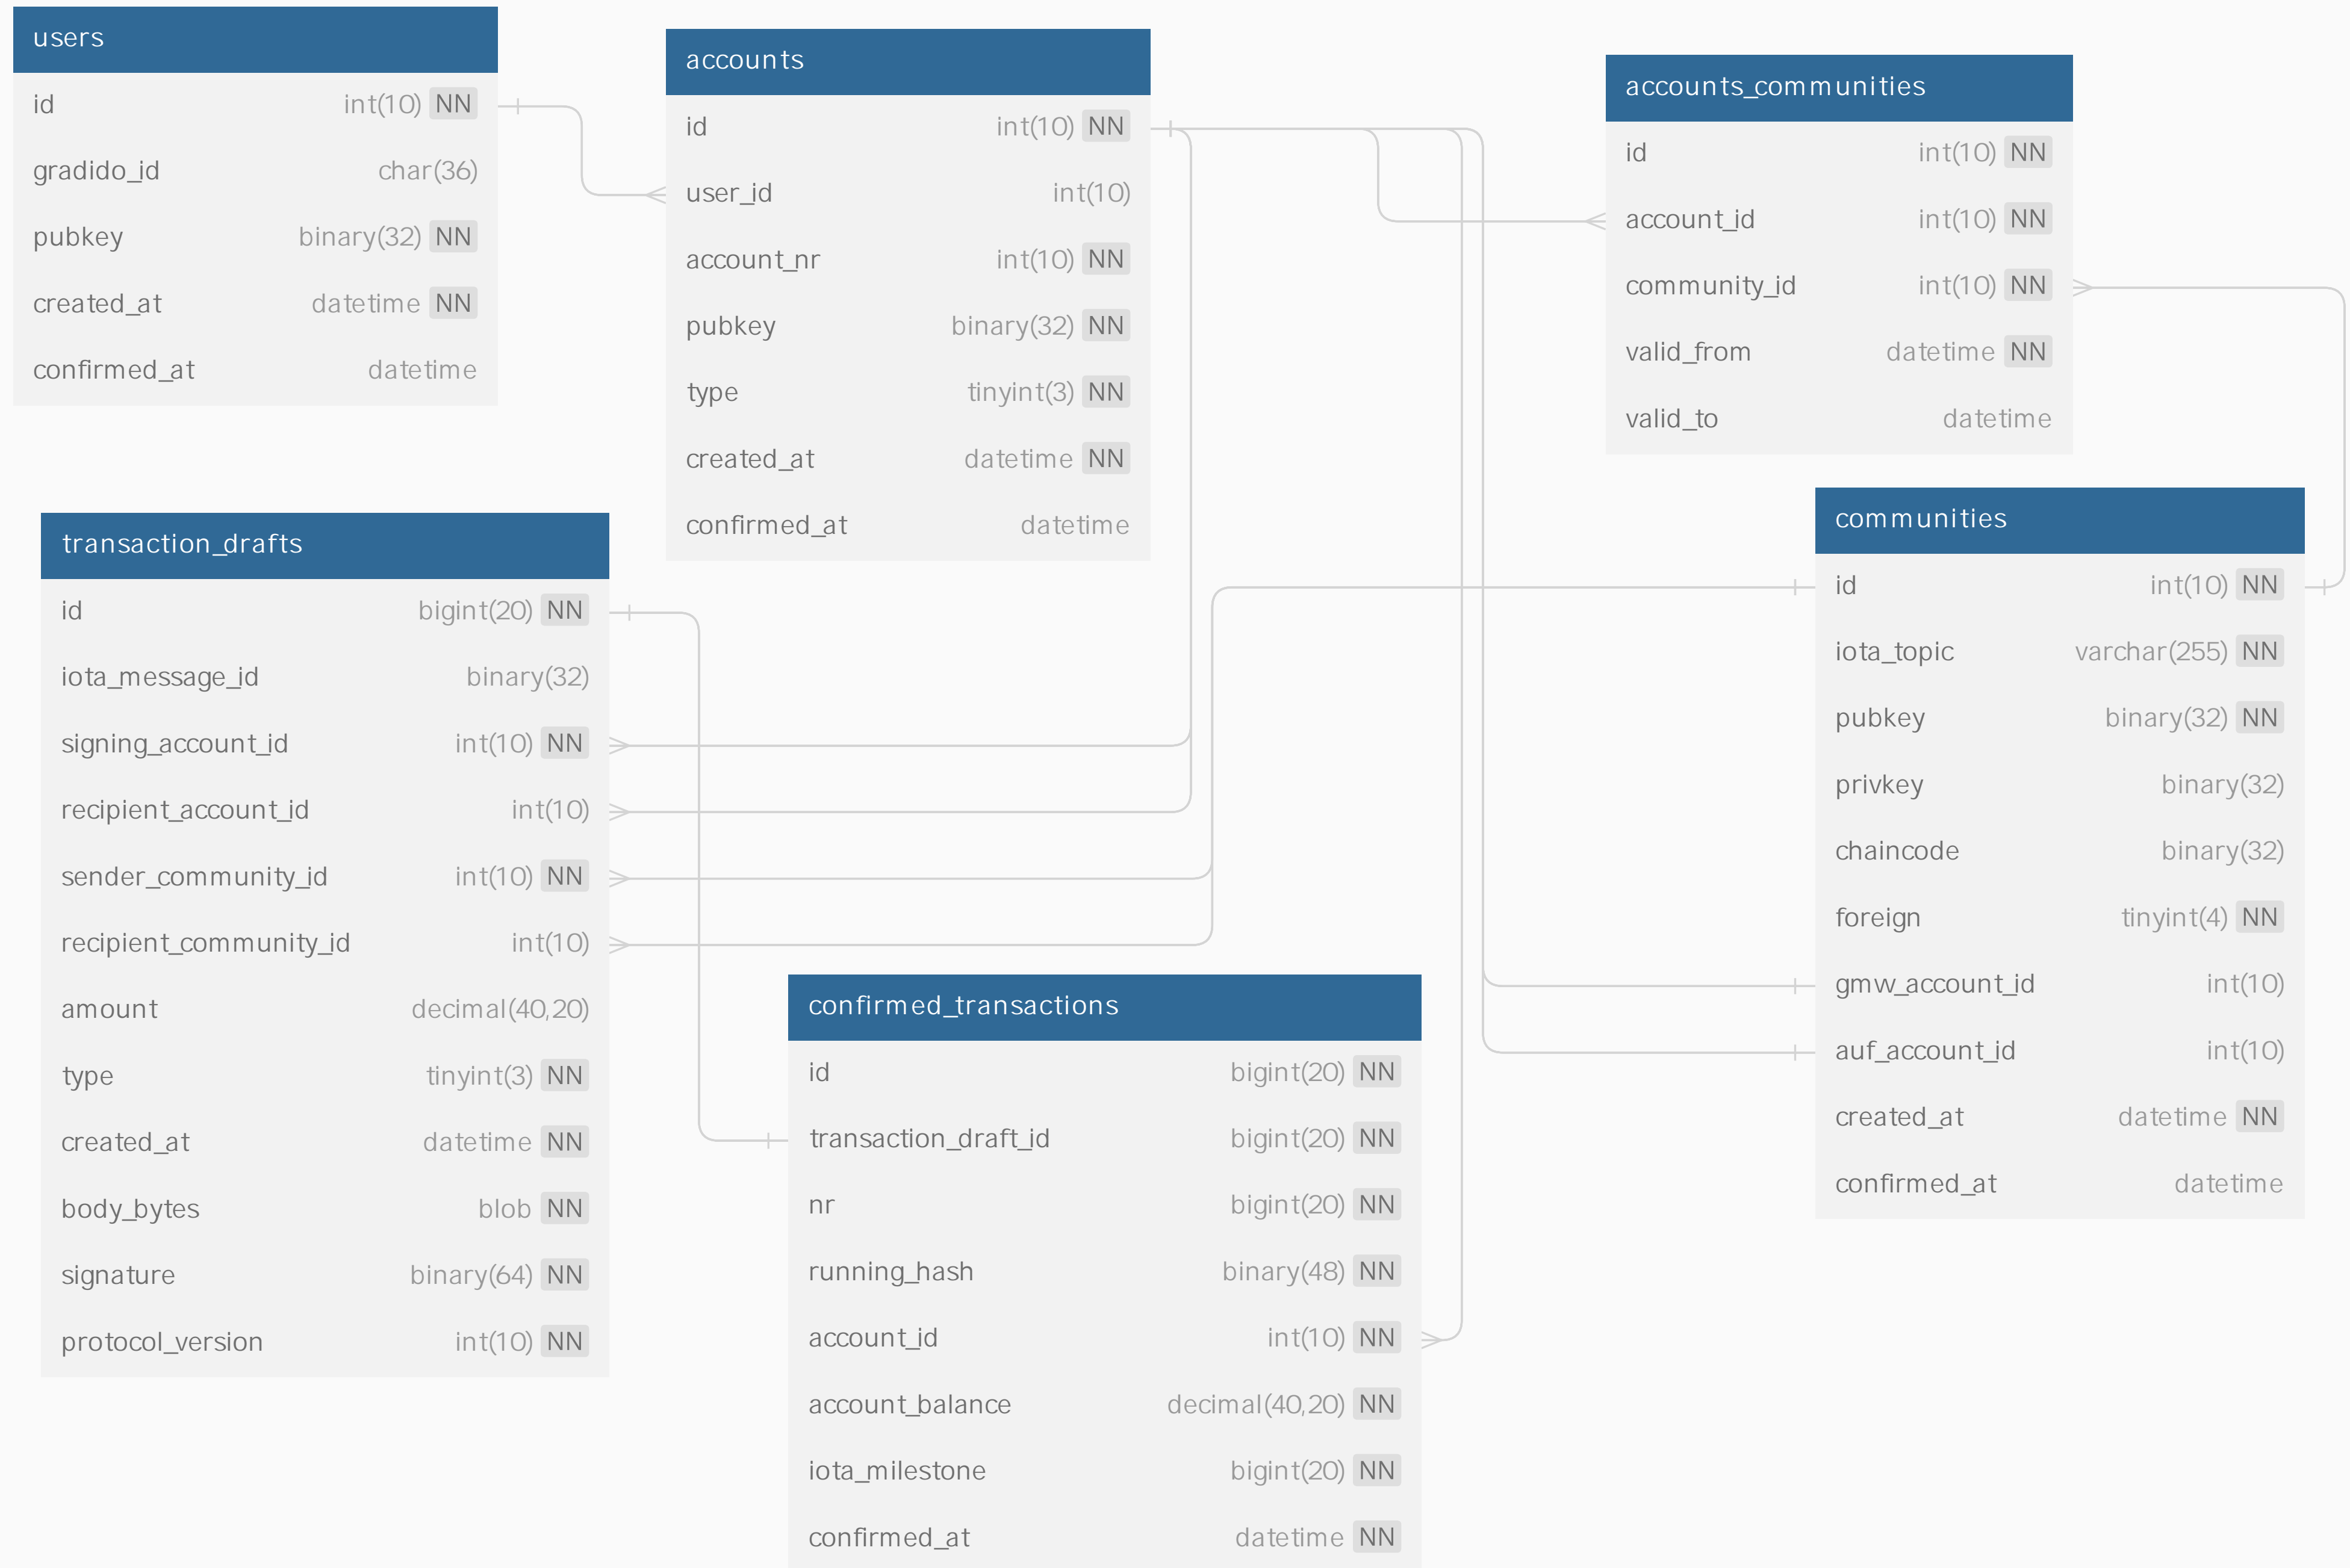 users
id int(10) NN
gradido_id char(36)
pubkey binary(32) NN
created_at datetime NN
confirmed_at datetime
accounts
id int(10) NN
user_id int(10)
account_nr int(10) NN
pubkey binary(32) NN
type tinyint(3) NN
created_at datetime NN
confirmed_at datetime
accounts_communities
id int(10) NN
account_id int(10) NN
community_id int(10) NN
valid_from datetime NN
valid_to datetime
transaction_drafts
id bigint(20) NN
iota_message_id binary(32)
signing_account_id int(10) NN
recipient_account_id int(10)
sender_community_id int(10) NN
recipient_community_id int(10)
amount decimal(40,20)
type tinyint(3) NN
created_at datetime NN
body_bytes blob NN
signature binary(64) NN
protocol_version int(10) NN
communities
id int(10) NN
iota_topic varchar(255) NN
pubkey binary(32) NN
privkey binary(32)
chaincode binary(32)
foreign tinyint(4) NN
gmw_account_id int(10)
auf_account_id int(10)
created_at datetime NN
confirmed_at datetime
confirmed_transactions
id bigint(20) NN
transaction_draft_id bigint(20) NN
nr bigint(20) NN
running_hash binary(48) NN
account_id int(10) NN
account_balance decimal(40,20) NN
iota_milestone bigint(20) NN
confirmed_at datetime NN